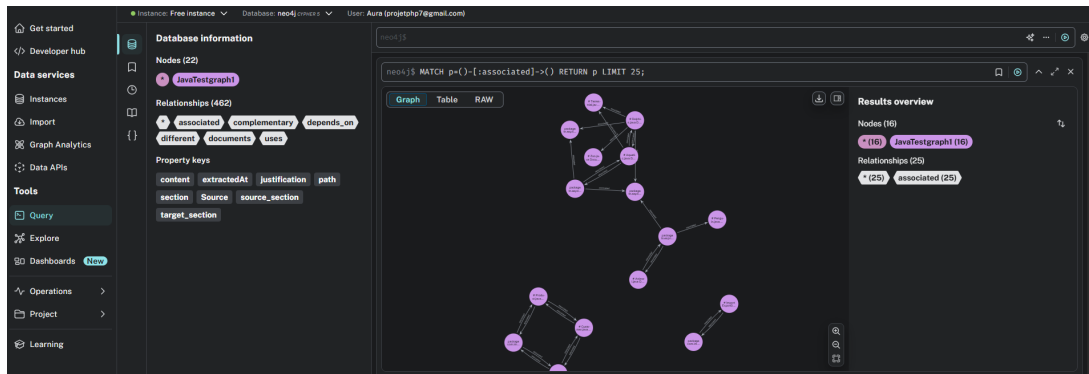 Instance: Free instance Database: neo4j CYPHER 5 User: Aura (projetphp7@gmail.com)
Get started
Developer hub
Data services
Instances
Import
Graph Analytics
Data APIs
Tools
Query
Explore
Dashboards New
Operations
Project
Learning
Database information
Nodes (22)
* JavaTestgraph1
Relationships (462)
* associated complementary depends_on
different documents uses
Property keys
content extractedAt justification path
section Source source_section
target_section
neo4j$
neo4j$ MATCH p=()-[:associated]->() RETURN p LIMIT 25;
Graph Table RAW
Results overview
Nodes (16)
* (16) JavaTestgraph1 (16)
Relationships (25)
* (25) associated (25)